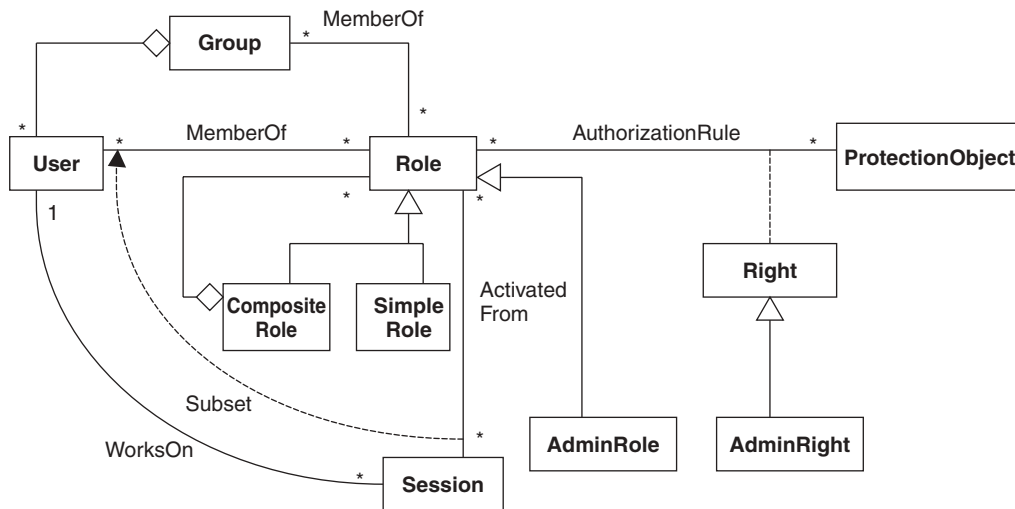 MemberOf
Group
*
*
*
*
MemberOf
*
*
AuthorizationRule
*
User
Role
ProtectionObject
1
*
*
Right
Composite
Role
Simple
Role
Activated
From
Subset
WorksOn
*
*
AdminRole
AdminRight
Session